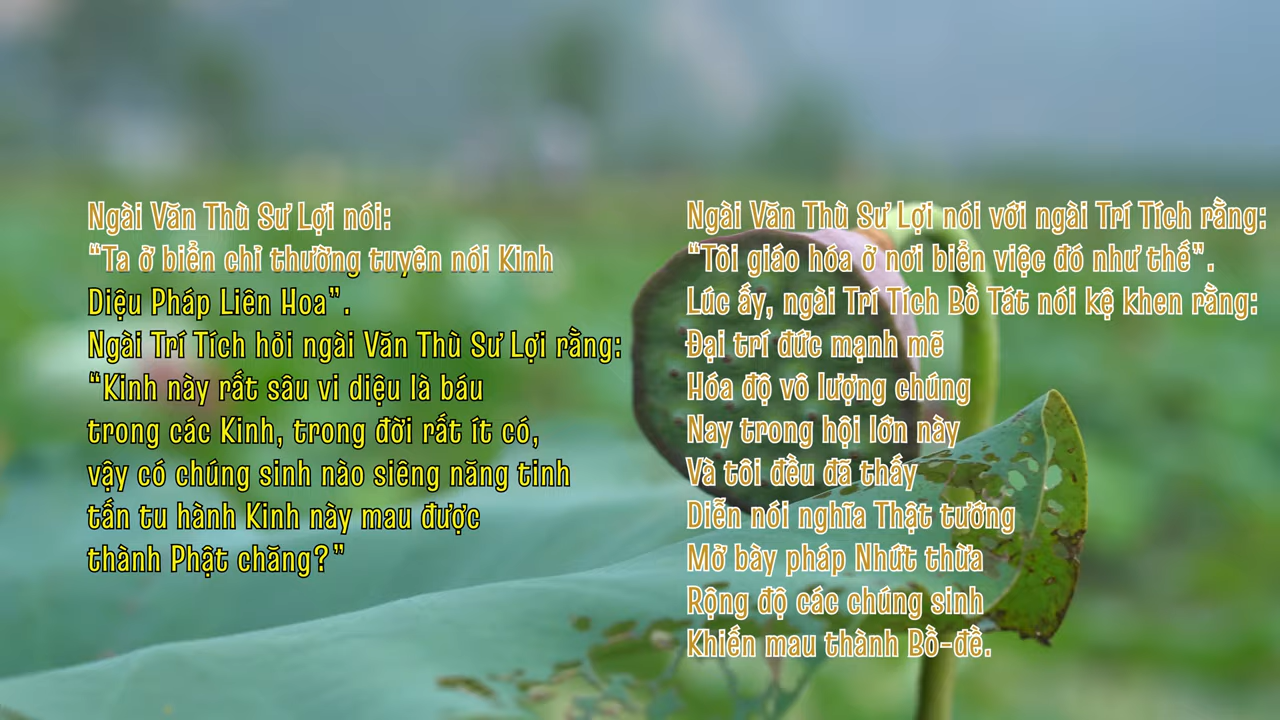 Ngài Văn Thù Sư Lợi nói:
“Ta ở biển chỉ thường tuyên nói Kinh
Diệu Pháp Liên Hoa”.
Ngài Trí Tích hỏi ngài Văn Thù Sư Lợi rằng:
“Kinh này rất sâu vi diệu là báu
trong các Kinh, trong đời rất ít có,
vậy có chúng sinh nào siêng năng tinh
tấn tu hành Kinh này mau được
thành Phật chăng?”
Ngài Văn Thù Sư Lợi nói với ngài Trí Tích rằng:
“Tôi giáo hóa ở nơi biển việc đó như thế”.
Lúc ấy, ngài Trí Tích Bồ Tát nói kệ khen rằng:
Đại trí đức mạnh mẽ
Hóa độ vô lượng chúng
Nay trong hội lớn này
Và tôi đều đã thấy
Diễn nói nghĩa Thật tướng
Mở bày pháp Nhứt thừa
Rộng độ các chúng sinh
Khiến mau thành Bồ-đề.